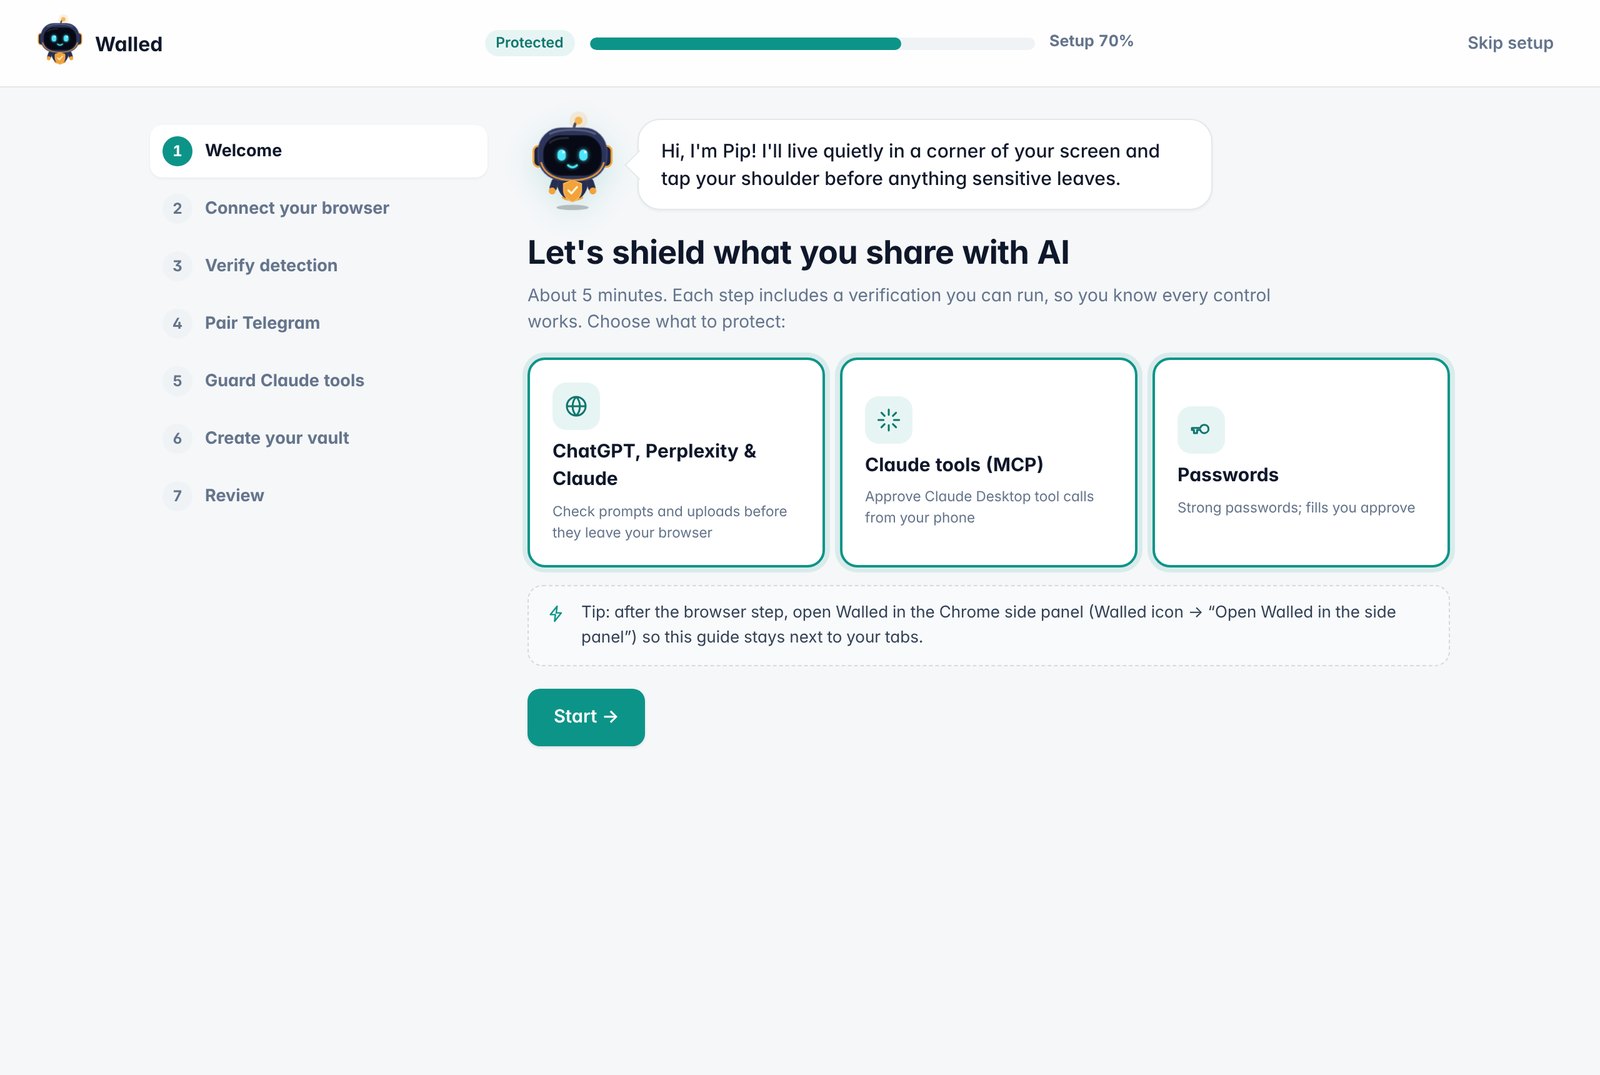 Walled
Protected
Setup 70%
Skip setup
1 Welcome
2 Connect your browser
3 Verify detection
4 Pair Telegram
5 Guard Claude tools
6 Create your vault
7 Review
Hi, I'm Pip! I'll live quietly in a corner of your screen and
tap your shoulder before anything sensitive leaves.
Let's shield what you share with AI
About 5 minutes. Each step includes a verification you can run, so you know every control
works. Choose what to protect:
ChatGPT, Perplexity &
Claude
Check prompts and uploads before
they leave your browser
Claude tools (MCP)
Approve Claude Desktop tool calls
from your phone
Passwords
Strong passwords; fills you approve
Tip: after the browser step, open Walled in the Chrome side panel (Walled icon → “Open Walled in the side
panel”) so this guide stays next to your tabs.
Start →